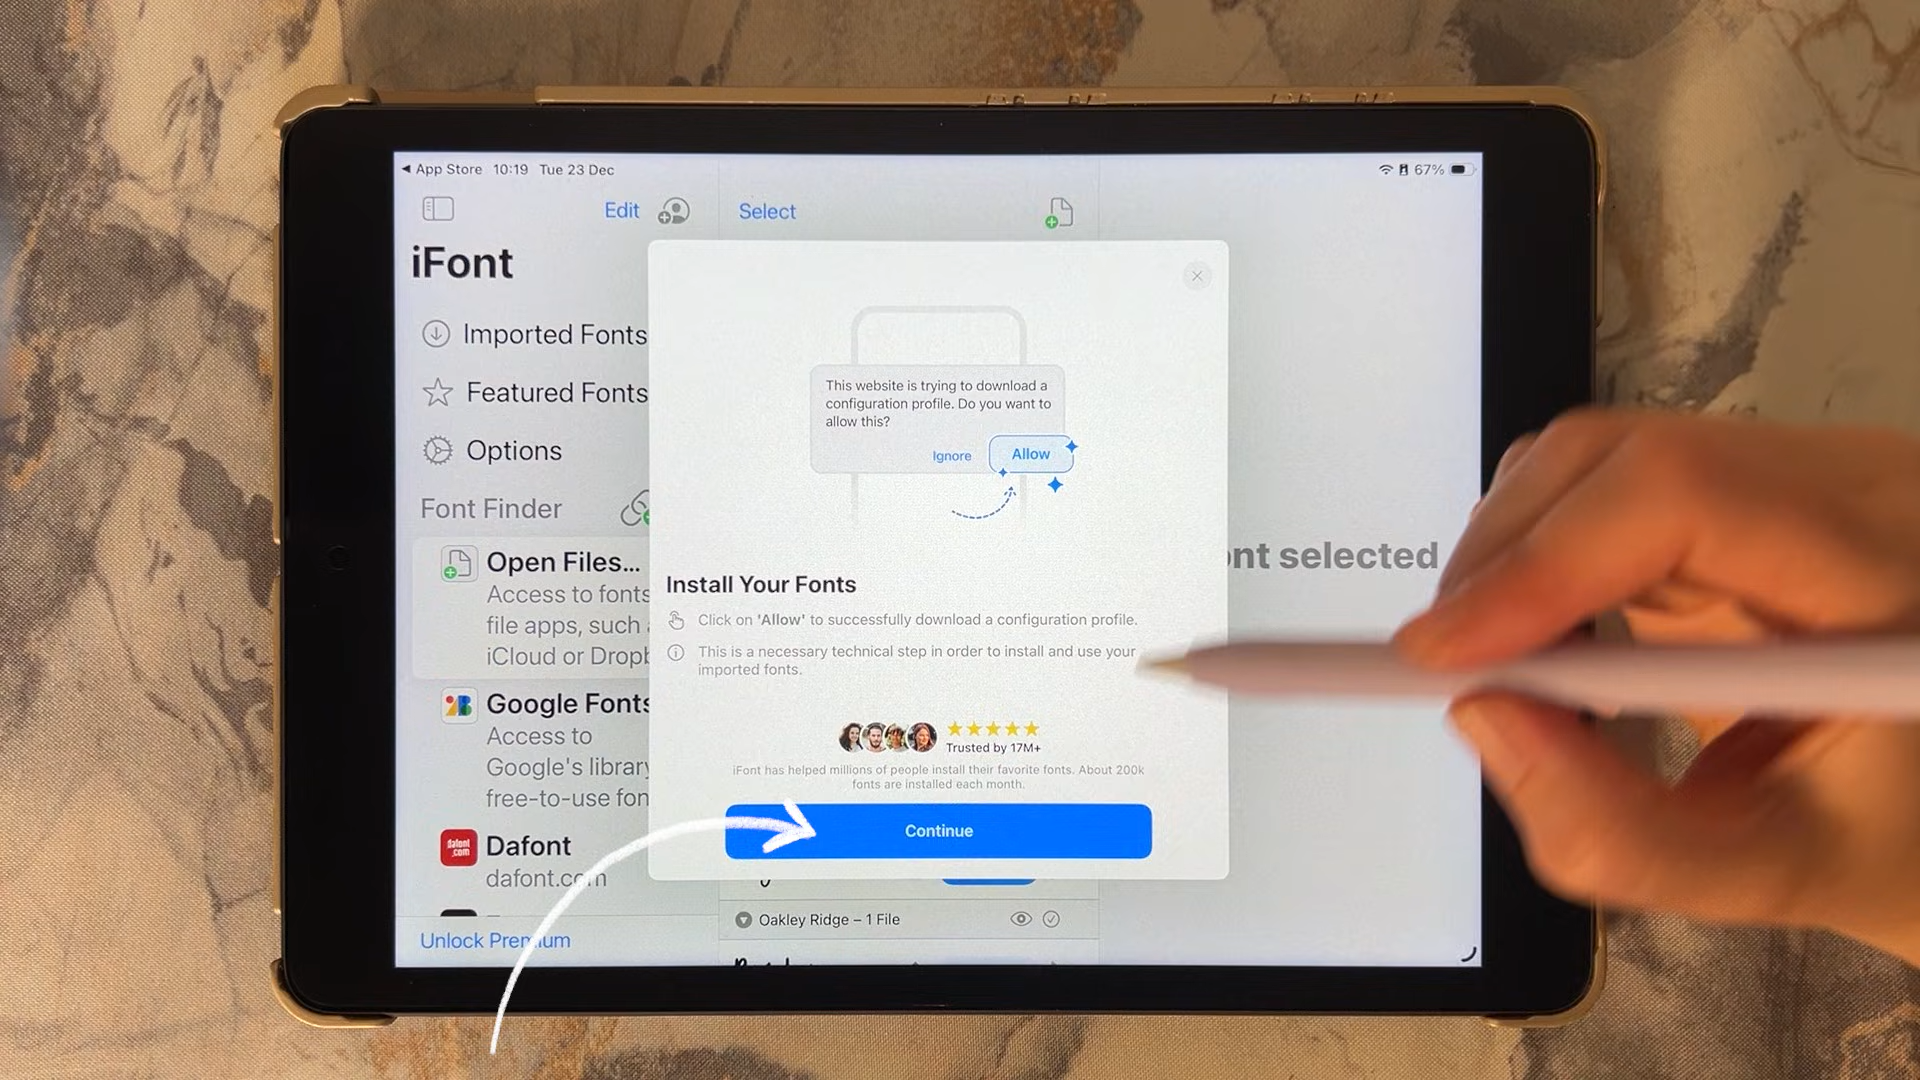 App Store 10:19 Tue 23 Dec
67%
Edit
Select
iFont
Imported Fonts
Featured Fonts
Options
Font Finder
Open Files...
Access to fonts
file apps, such
iCloud or
Google Fonts
Access to
Google's
free-to-use
Dafont
dafont.com
dafont
.com
Unlock Premium
This website is trying to download a
configuration profile. Do you want to
allow this?
Ignore
Allow
Install Your Fonts
Click on 'Allow' to successfully download a configuration profile.
This is a necessary technical step in order to install and use your
imported fonts.
Trusted by 17M+
iFont has helped millions of people install their favorite fonts. About 200k
fonts are installed each month.
Continue
Oakley Ridge – 1 File
selected